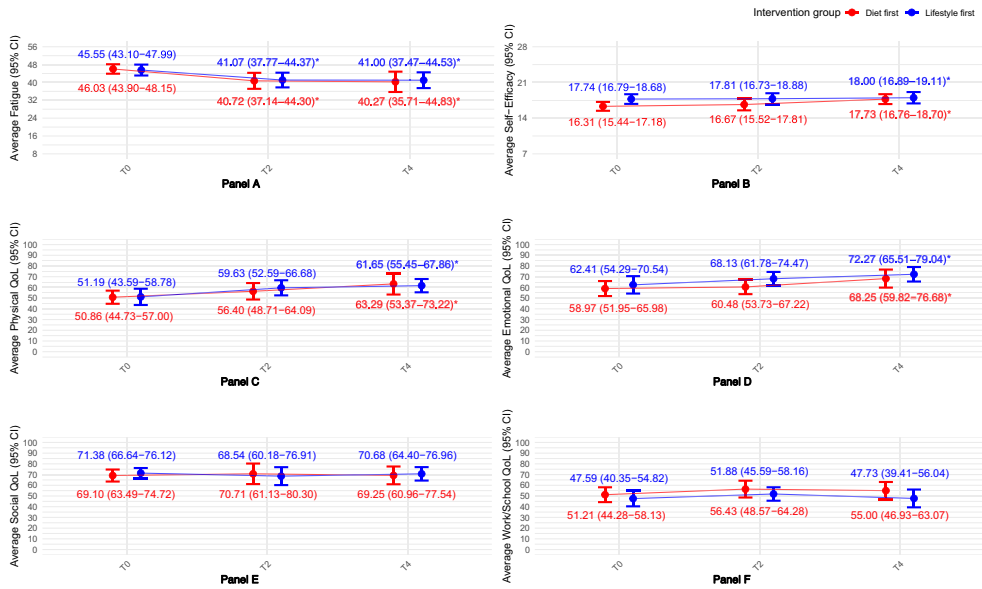 Intervention group Diet first Lifestyle first
Average Fatigue (95% CI)
56
48
40
32
24
16
8
45.55 (43.10−47.99)
41.07 (37.77−44.37)*
41.00 (37.47−44.53)*
46.03 (43.90−48.15)
40.72 (37.14−44.30)*
40.27 (35.71−44.83)*
T0
T2
T4
Panel A
Average Self−Efficacy (95% CI)
28
21
14
7
17.74 (16.79−18.68)
17.81 (16.73−18.88)
18.00 (16.89−19.11)*
16.31 (15.44−17.18)
16.67 (15.52−17.81)
17.73 (16.76−18.70)*
T0
T2
T4
Panel B
Average Physical QoL (95% CI)
100
90
80
70
60
50
40
30
20
10
0
51.19 (43.59−58.78)
59.63 (52.59−66.68)
61.65 (55.45−67.86)*
50.86 (44.73−57.00)
56.40 (48.71−64.09)
63.29 (53.37−73.22)*
T0
T2
T4
Panel C
Average Emotional QoL (95% CI)
100
90
80
70
60
50
40
30
20
10
0
62.41 (54.29−70.54)
68.13 (61.78−74.47)
72.27 (65.51−79.04)*
58.97 (51.95−65.98)
60.48 (53.73−67.22)
68.25 (59.82−76.68)*
T0
T2
T4
Panel D
Average Social QoL (95% CI)
100
90
80
70
60
50
40
30
20
10
0
71.38 (66.64−76.12)
68.54 (60.18−76.91)
70.68 (64.40−76.96)
69.10 (63.49−74.72)
70.71 (61.13−80.30)
69.25 (60.96−77.54)
T0
T2
T4
Panel E
Average Work/School QoL (95% CI)
100
90
80
70
60
50
40
30
20
10
0
47.59 (40.35−54.82)
51.88 (45.59−58.16)
47.73 (39.41−56.04)
51.21 (44.28−58.13)
56.43 (48.57−64.28)
55.00 (46.93−63.07)
T0
T2
T4
Panel F